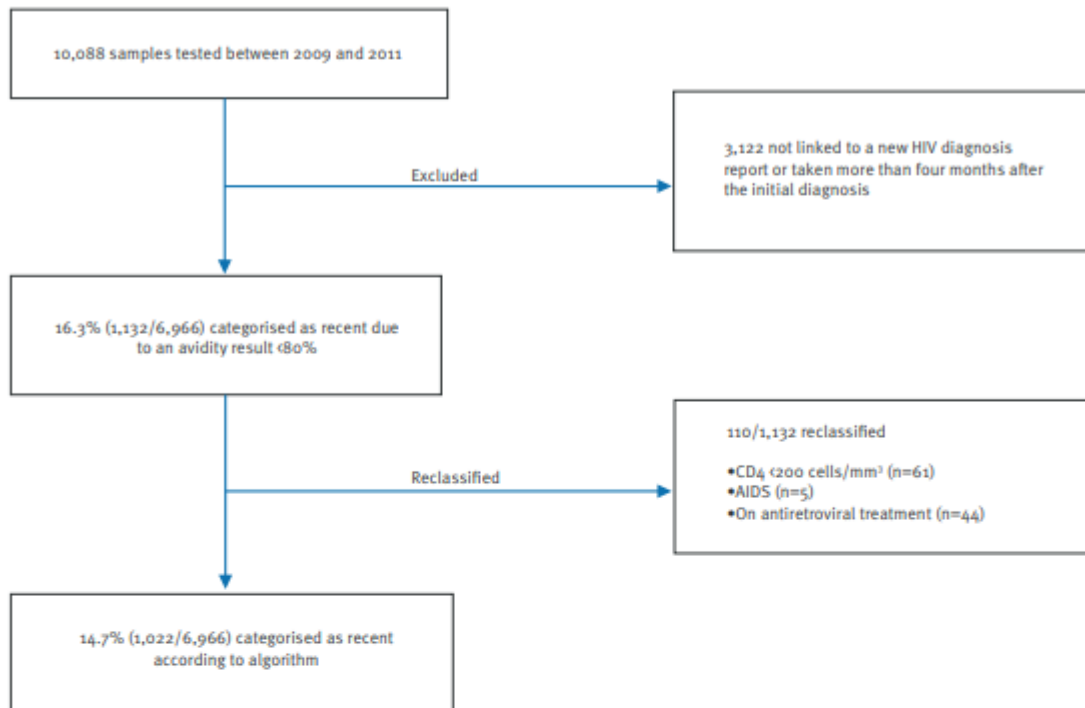 10,088 samples tested between 2009 and 2011
Excluded
3,122 not linked to a new HIV diagnosis
report or taken more than four months after
the initial diagnosis
16.3% (1,132/6,966) categorised as recent due
to an avidity result <80%
Reclassified
110/1,132 reclassified
•CD4 <200 cells/mm³ (n=61)
•AIDS (n=5)
•On antiretroviral treatment (n=44)
14.7% (1,022/6,966) categorised as recent
according to algorithm